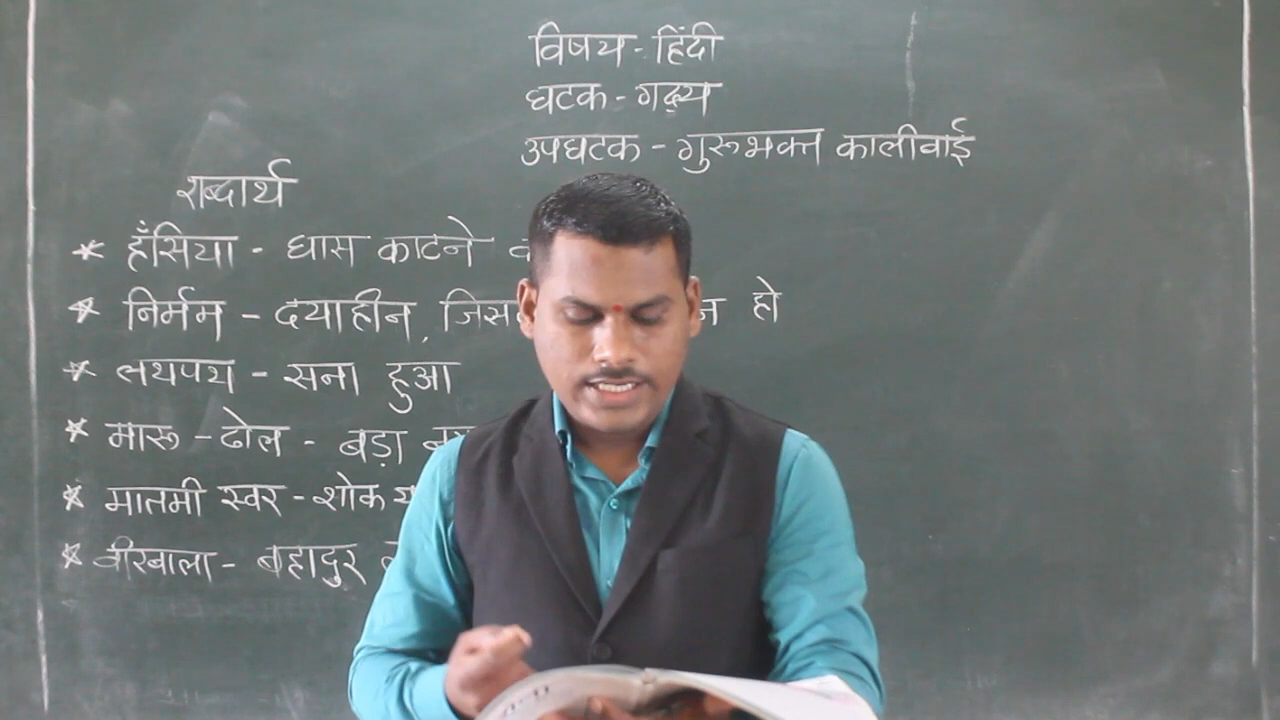 विषय - हिंदी
घटक - गद्य
उपघटक - गुरुभक्त कालीबाई
शब्दार्थ
* हँसिया - घास काटने
* निर्मम - दयाहीन, हो
* लथपथ - सना हुआ
* मारू - ढोल - बड़ा
* मातमी स्वर - शोक
* वीरबाला - बहादुर